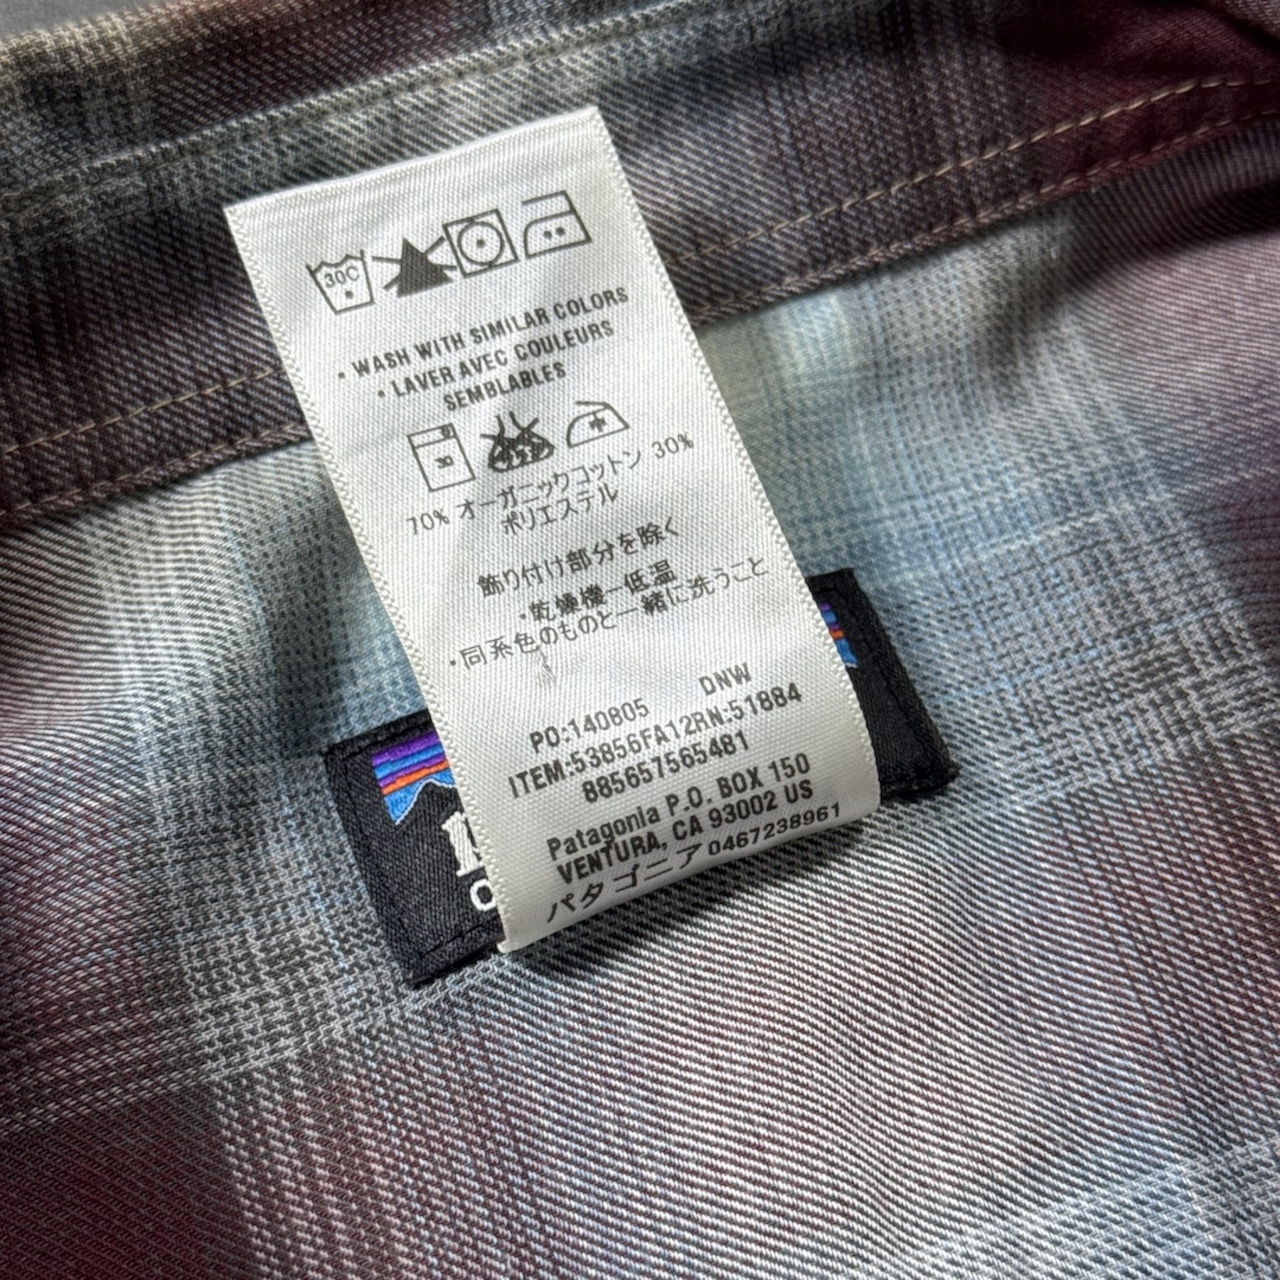 30C
• WASH WITH SIMILAR COLORS
• LAVER AVEC COULEURS
SEMBLABLES
30
中
70% オーガニックコットン 30%
ポリエステル
飾り付け部分を除く
・乾燥機一低温
・同系色のものと一緒に洗うこと
DNW
PO:140805
ITEM:53856FA12RN:51884
885657565481
Patagonia P.O. BOX 150
VENTURA, CA 93002 US
パタゴニア 0467238961